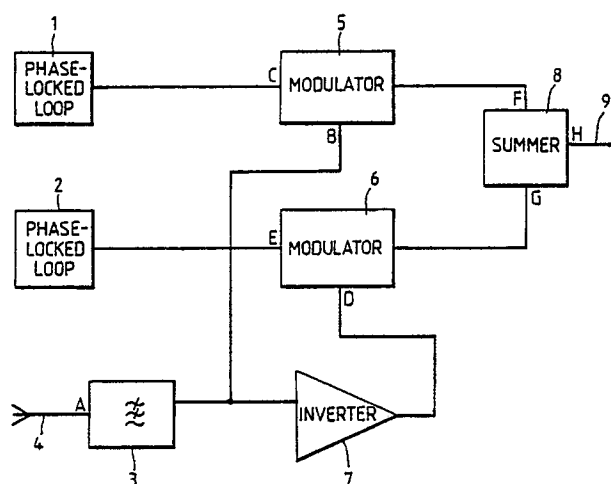 1
PHASE-
LOCKED
LOOP
C
5
MODULATOR
B
F
8
SUMMER
H
9
G
2
PHASE-
LOCKED
LOOP
E
6
MODULATOR
D
A
4
3
INVERTER
7